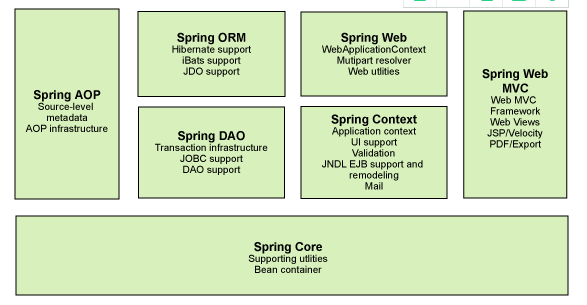 Spring AOP
Source-level
metadata
AOP infrastructure
Spring ORM
Hibernate support
iBats support
JDO support
Spring DAO
Transaction infrastructure
JOBC support
DAO support
Spring Web
WebApplicationContext
Mutipart resolver
Web utlities
Spring Context
Application context
UI support
Validation
JNDL EJB support and
remodeling
Mail
Spring Web
MVC
Web MVC
Framework
Web Views
JSP/Velocity
PDF/Export
Spring Core
Supporting utlities
Bean container